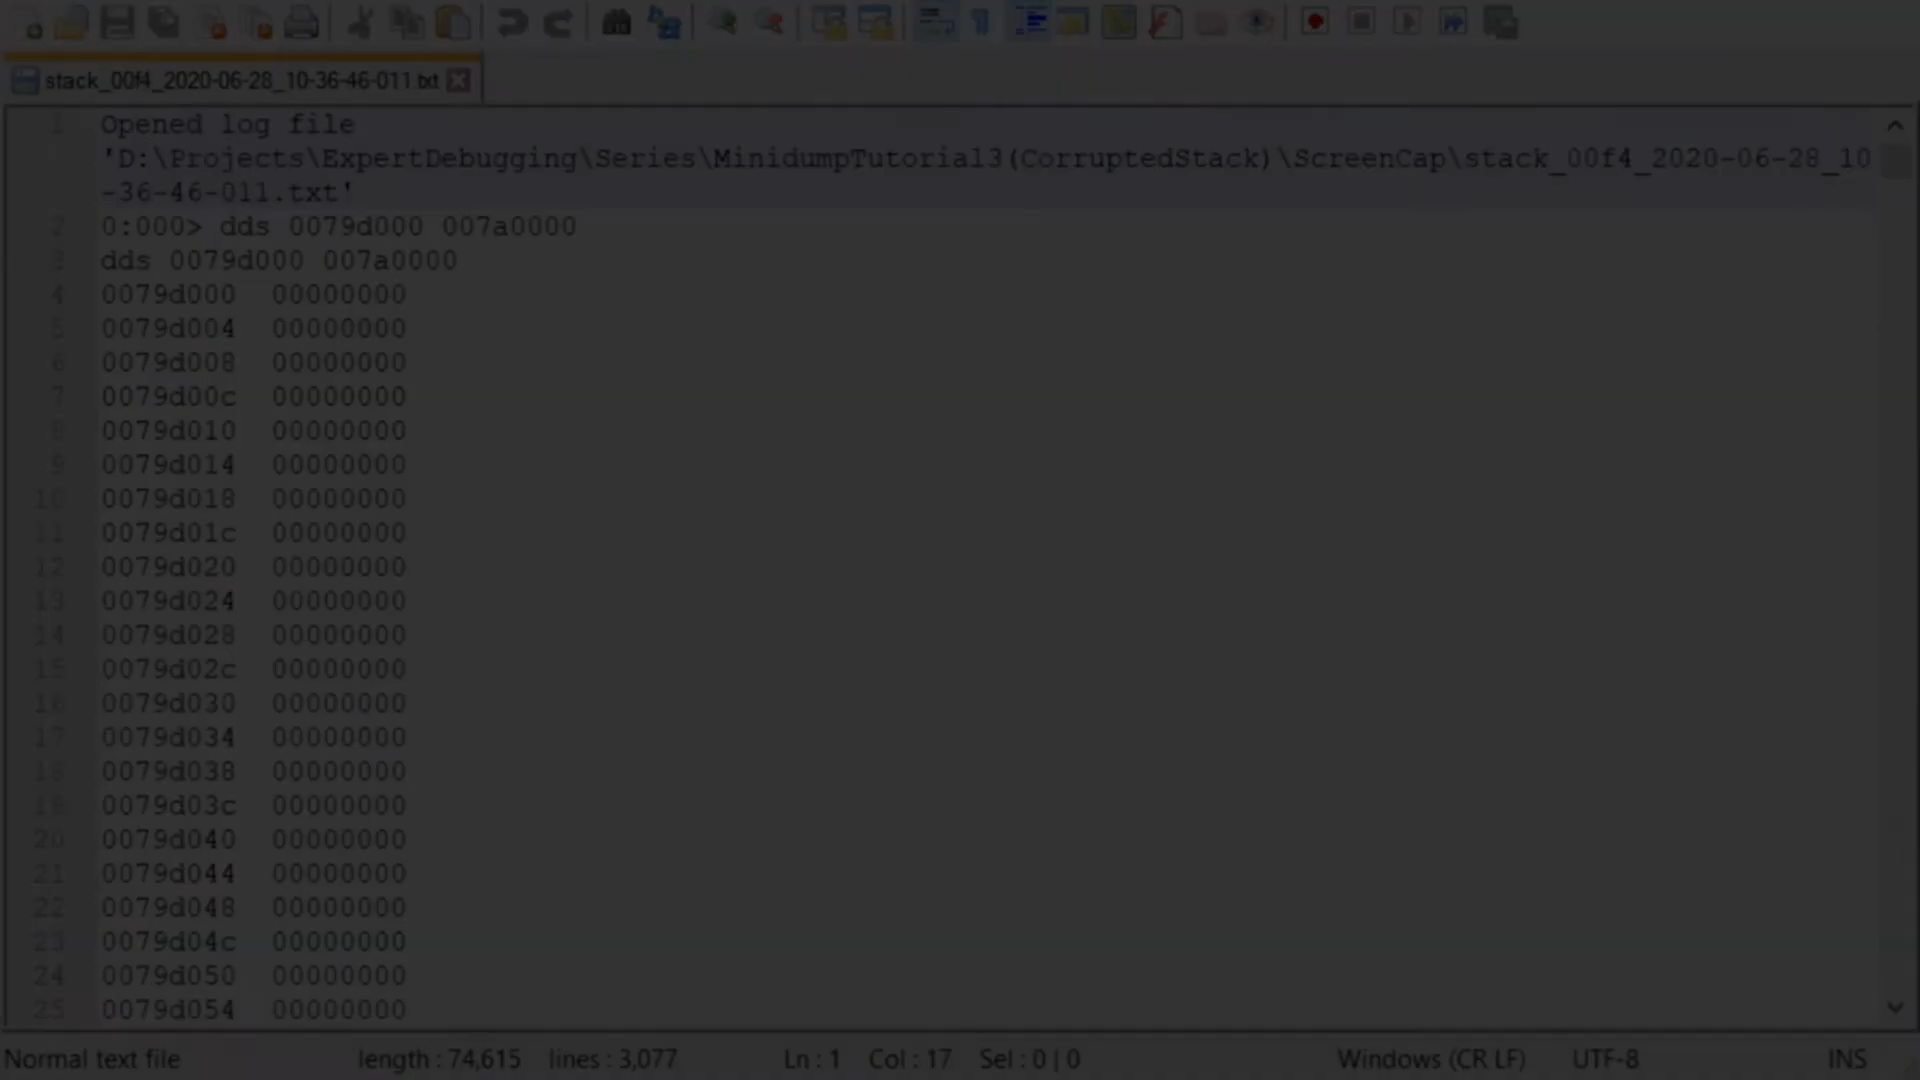 stack_00f4_2020-06-28_10-36-46-011.txt
1 Opened log file
'D:\Projects\ExpertDebugging\Series\MinidumpTutorial3(CorruptedStack)\ScreenCap\stack_00f4_2020-06-28_10
-36-46-011.txt'
2 0:000> dds 0079d000 007a0000
3 dds 0079d000 007a0000
4 0079d000 00000000
5 0079d004 00000000
6 0079d008 00000000
7 0079d00c 00000000
8 0079d010 00000000
9 0079d014 00000000
10 0079d018 00000000
11 0079d01c 00000000
12 0079d020 00000000
13 0079d024 00000000
14 0079d028 00000000
15 0079d02c 00000000
16 0079d030 00000000
17 0079d034 00000000
18 0079d038 00000000
19 0079d03c 00000000
20 0079d040 00000000
21 0079d044 00000000
22 0079d048 00000000
23 0079d04c 00000000
24 0079d050 00000000
25 0079d054 00000000
Normal text file length : 74,615 lines : 3,077 Ln : 1 Col : 17 Sel : 0 | 0 Windows (CR LF) UTF-8 INS